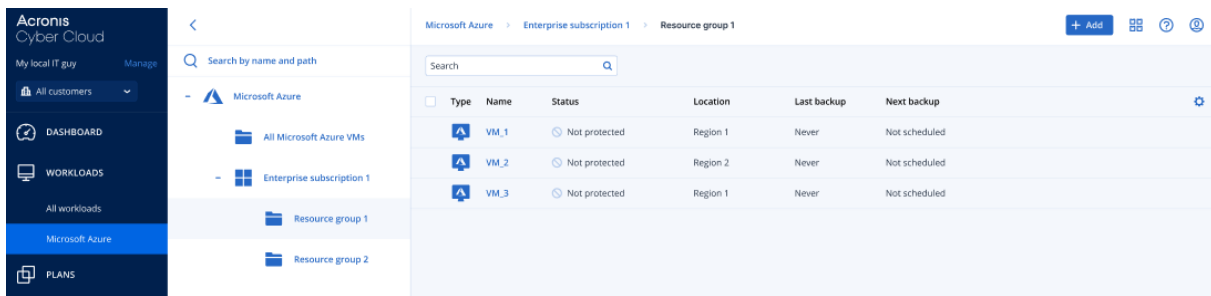 Acronis
Cyber Cloud
My local IT guy Manage
All customers
DASHBOARD
WORKLOADS
All workloads
Microsoft Azure
PLANS
Search by name and path
Microsoft Azure
All Microsoft Azure VMs
Enterprise subscription 1
Resource group 1
Resource group 2
Microsoft Azure > Enterprise subscription 1 > Resource group 1
+ Add
Search
Type Name Status Location Last backup Next backup
VM_1 Not protected Region 1 Never Not scheduled
VM_2 Not protected Region 2 Never Not scheduled
VM_3 Not protected Region 1 Never Not scheduled